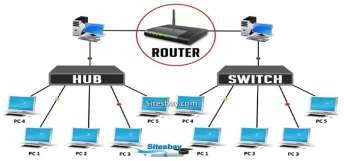 ROUTER
HUB
SWITCH
Sitesbay.com
PC 4
PC 5
PC 4
PC 5
PC 1
PC 2
PC 3
Sitesbay
PC 1
PC 2
PC 3